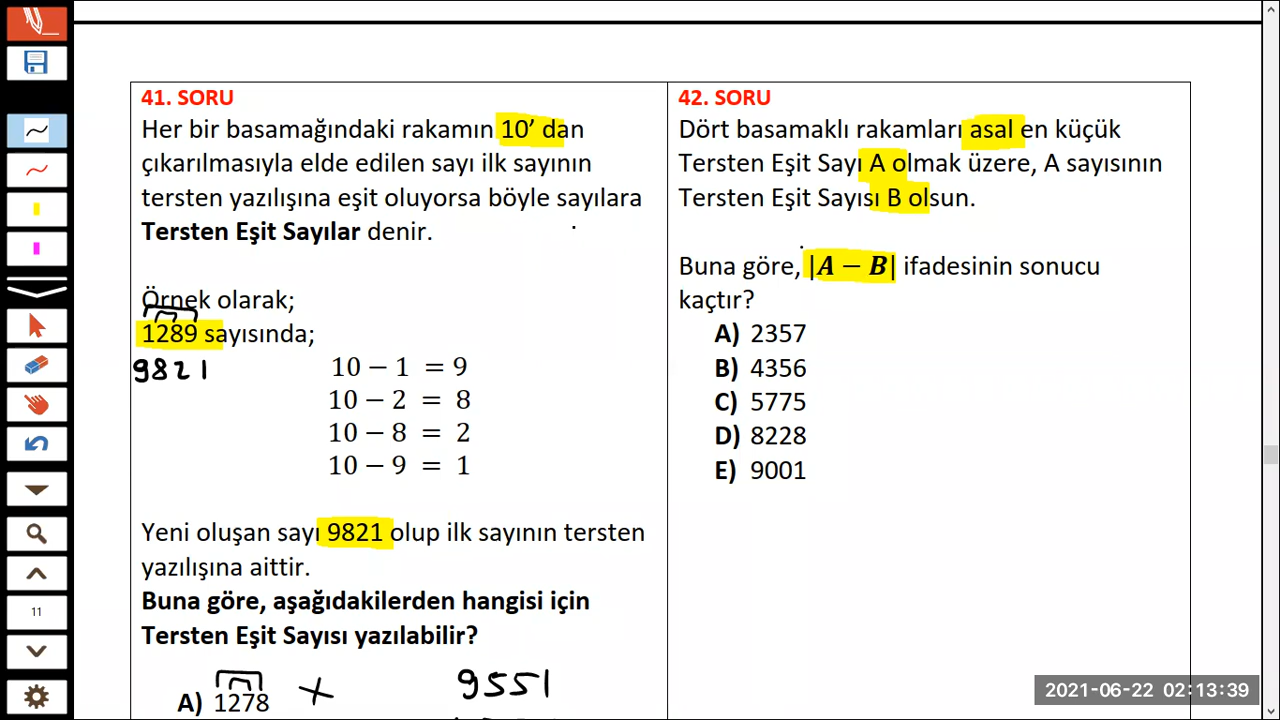 41. SORU
Her bir basamağındaki rakamın 10’ dan
çıkarılmasıyla elde edilen sayı ilk sayının
tersten yazılışına eşit oluyorsa böyle sayılara
Tersten Eşit Sayılar denir.
Örnek olarak;
1289 sayısında;
9821
10 − 1 = 9
10 − 2 = 8
10 − 8 = 2
10 − 9 = 1
Yeni oluşan sayı 9821 olup ilk sayının tersten
yazılışına aittir.
Buna göre, aşağıdakilerden hangisi için
Tersten Eşit Sayısı yazılabilir?
A) 1278
9551
42. SORU
Dört basamaklı rakamları asal en küçük
Tersten Eşit Sayı A olmak üzere, A sayısının
Tersten Eşit Sayısı B olsun.
Buna göre, |A − B| ifadesinin sonucu
kaçtır?
A) 2357
B) 4356
C) 5775
D) 8228
E) 9001
11
2021-06-22 02:13:39